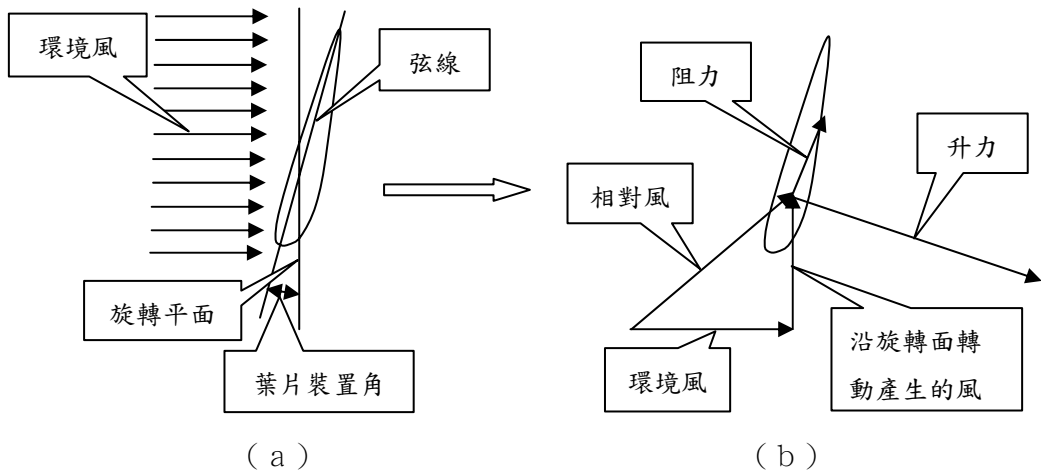 環境風
弦線
旋轉平面
葉片裝置角
(a)
阻力
升力
相對風
環境風
沿旋轉面轉
動產生的風
(b)